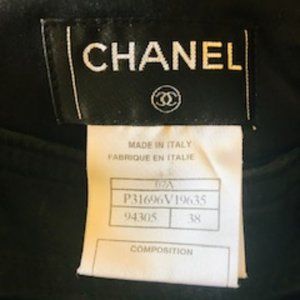 CHANEL
MADE IN ITALY
FABRIQUE EN ITALIE
07A
P31696V19635
94305 38
COMPOSITION